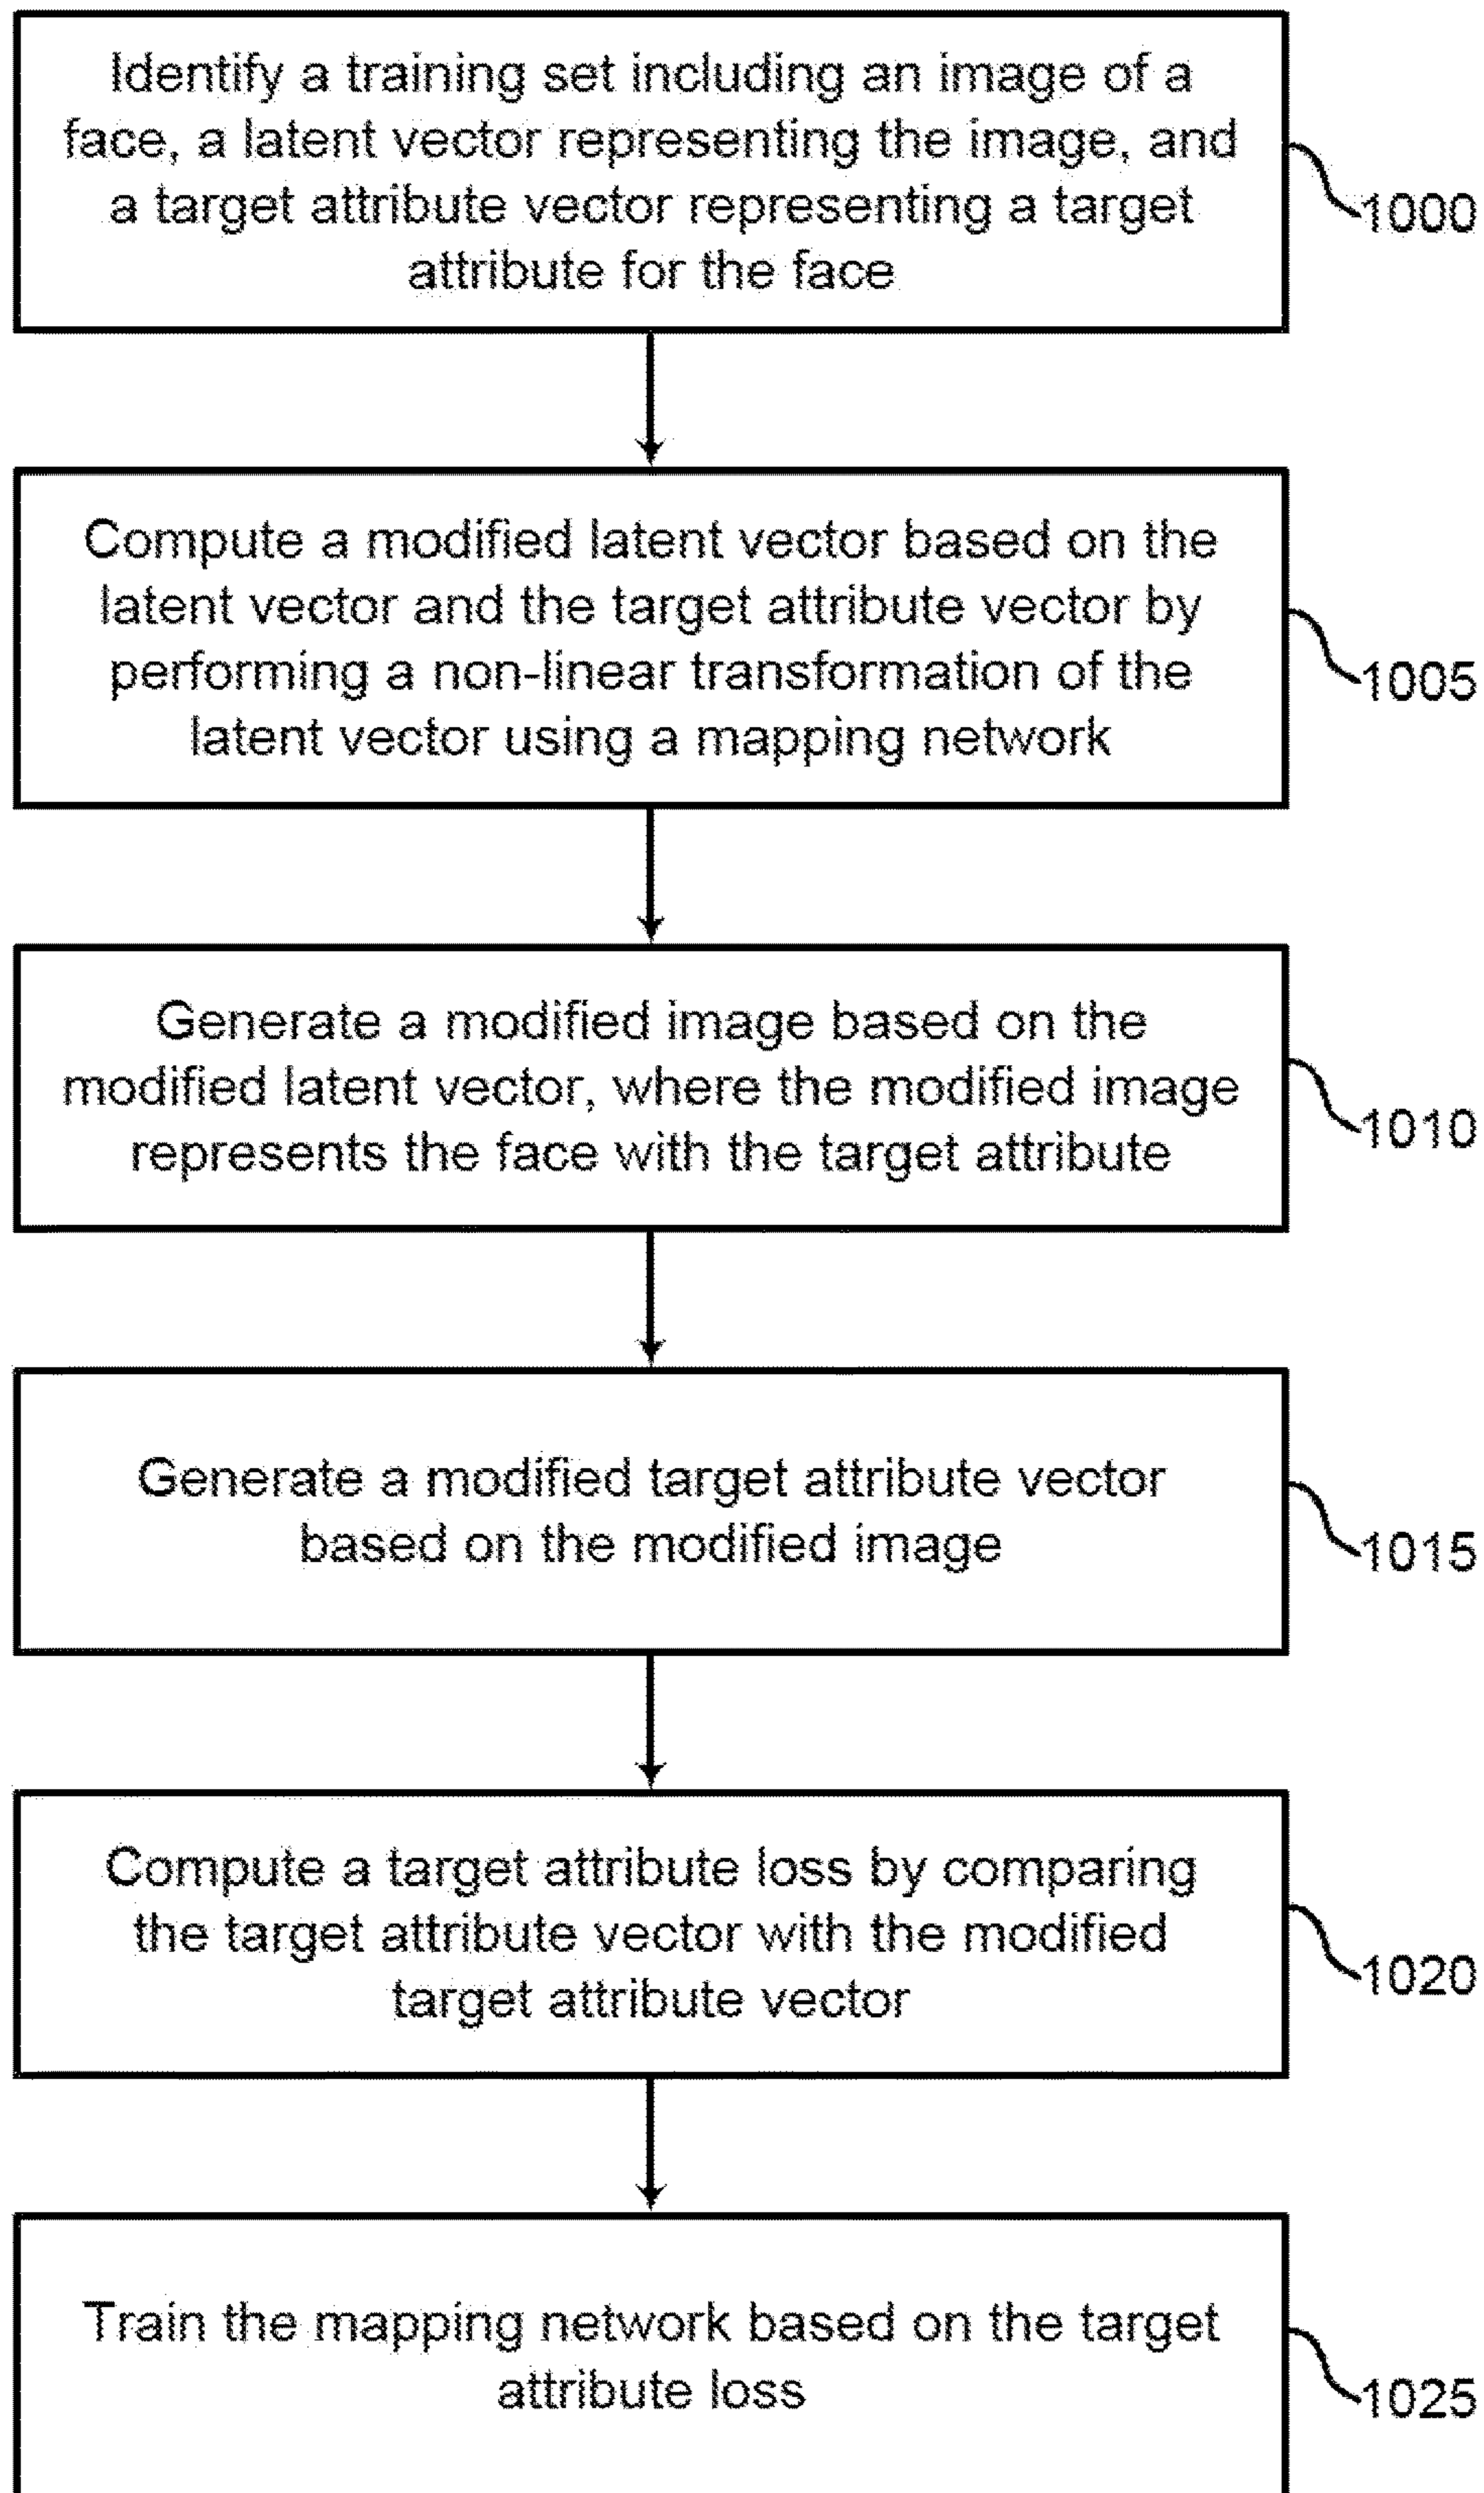 Identify a training set including an image of a
face, a latent vector representing the image, and
a target attribute vector representing a target
attribute for the face
1000
Compute a modified latent vector based on the
latent vector and the target attribute vector by
performing a non-linear transformation of the
latent vector using a mapping network
1005
Generate a modified image based on the
modified latent vector, where the modified image
represents the face with the target attribute
1010
Generate a modified target attribute vector
based on the modified image
1015
Compute a target attribute loss by comparing
the target attribute vector with the modified
target attribute vector
1020
Train the mapping network based on the target
attribute loss
1025